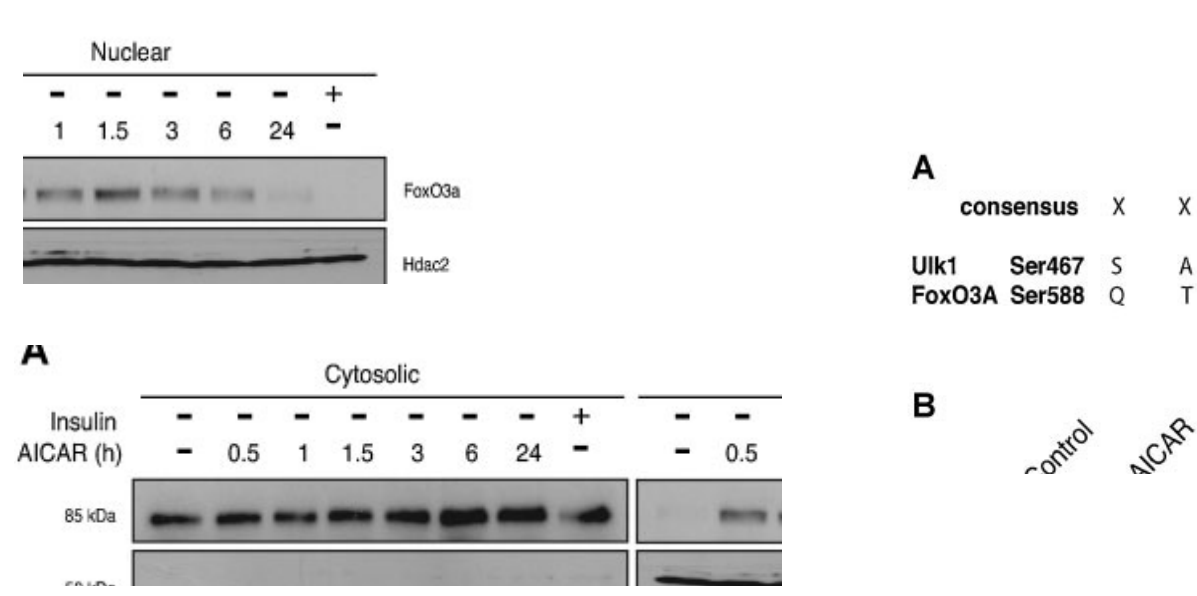 Nuclear
- - - - - +
1 1.5 3 6 24 -
FoxO3a
Hdac2
A
Cytosolic
Insulin - - - - - - - + - -
AICAR (h) - 0.5 1 1.5 3 6 24 - - 0.5
85 kDa
A
consensus X X
Ulk1 Ser467 S A
FoxO3A Ser588 Q T
B
Control AICAR